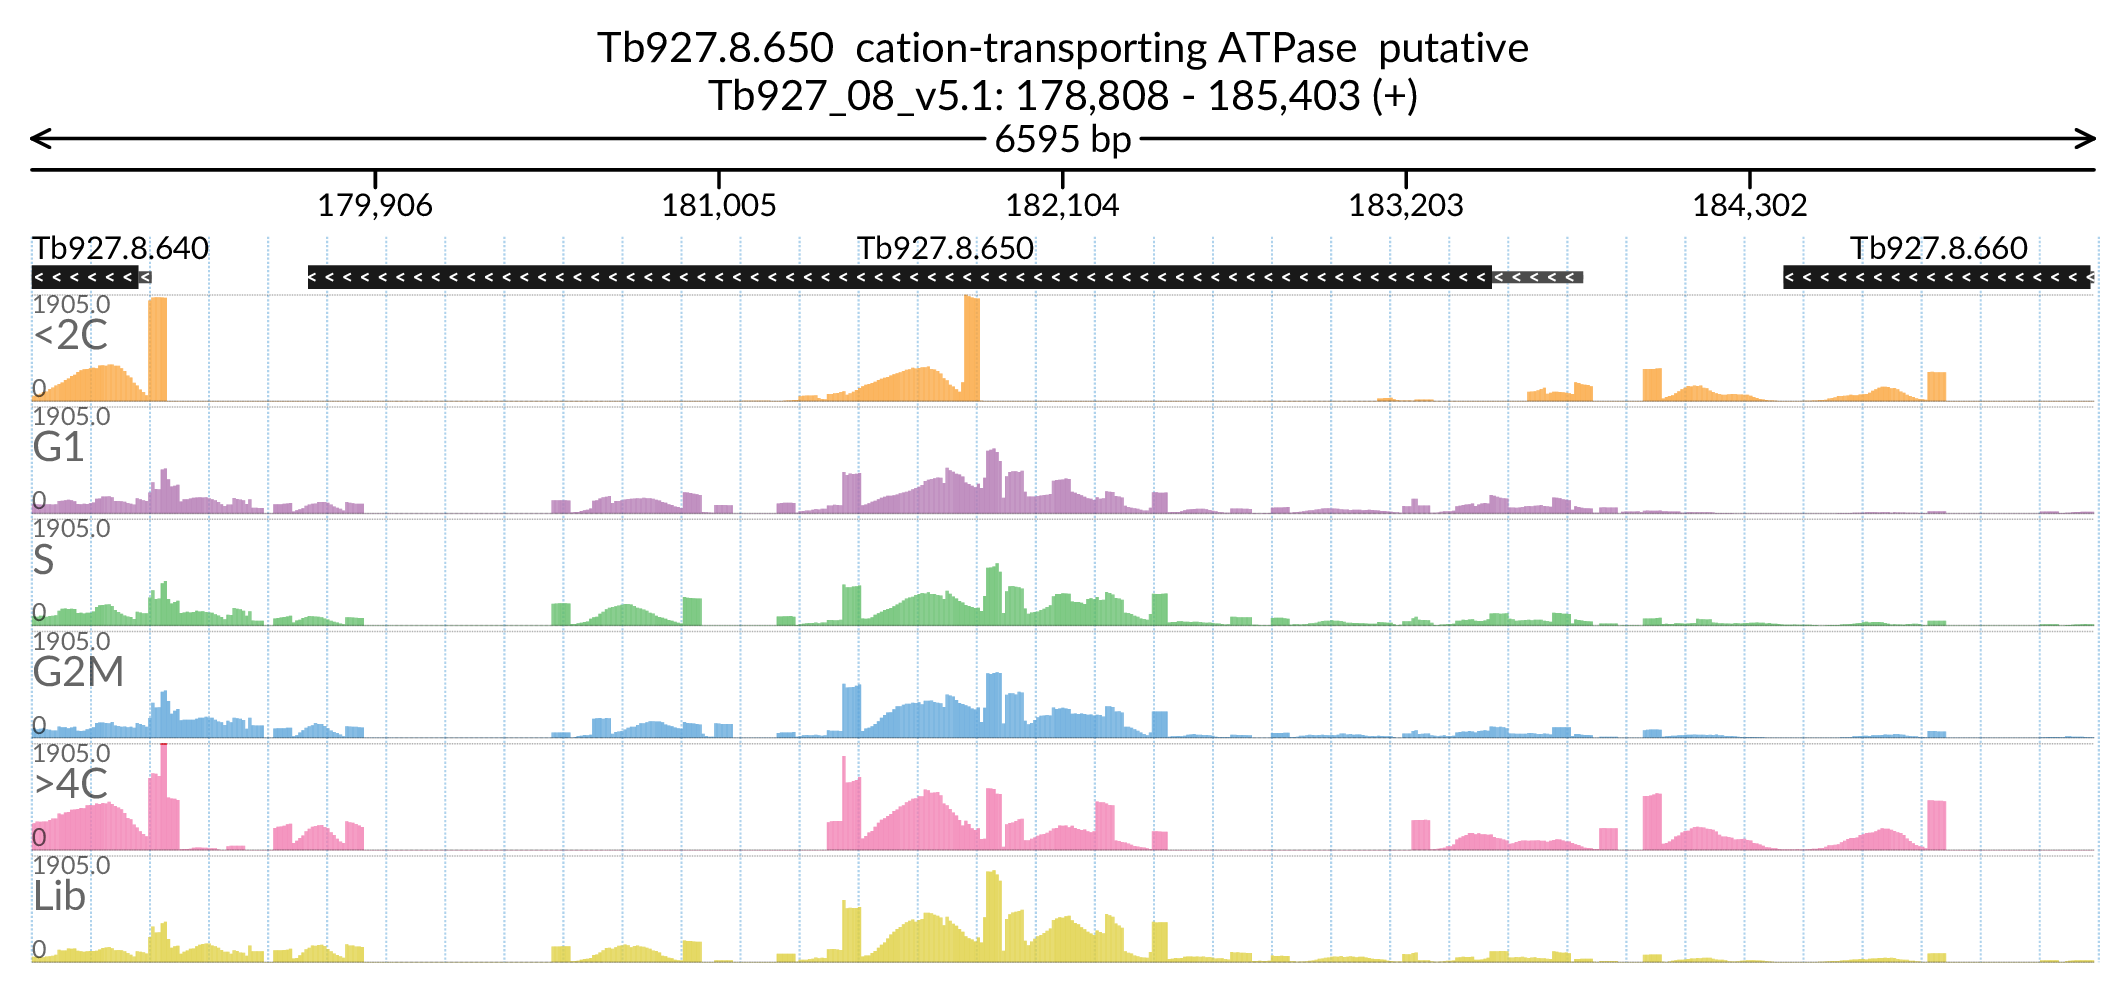 Tb927.8.650 cation-transporting ATPase putative
Tb927_08_v5.1: 178,808 - 185,403 (+)
6595 bp
179,906 181,005 182,104 183,203 184,302
Tb927.8.640 Tb927.8.650 Tb927.8.660
1905.0
<2C
0
1905.0
G1
0
1905.0
S
0
1905.0
G2M
0
1905.0
>4C
0
1905.0
Lib
0